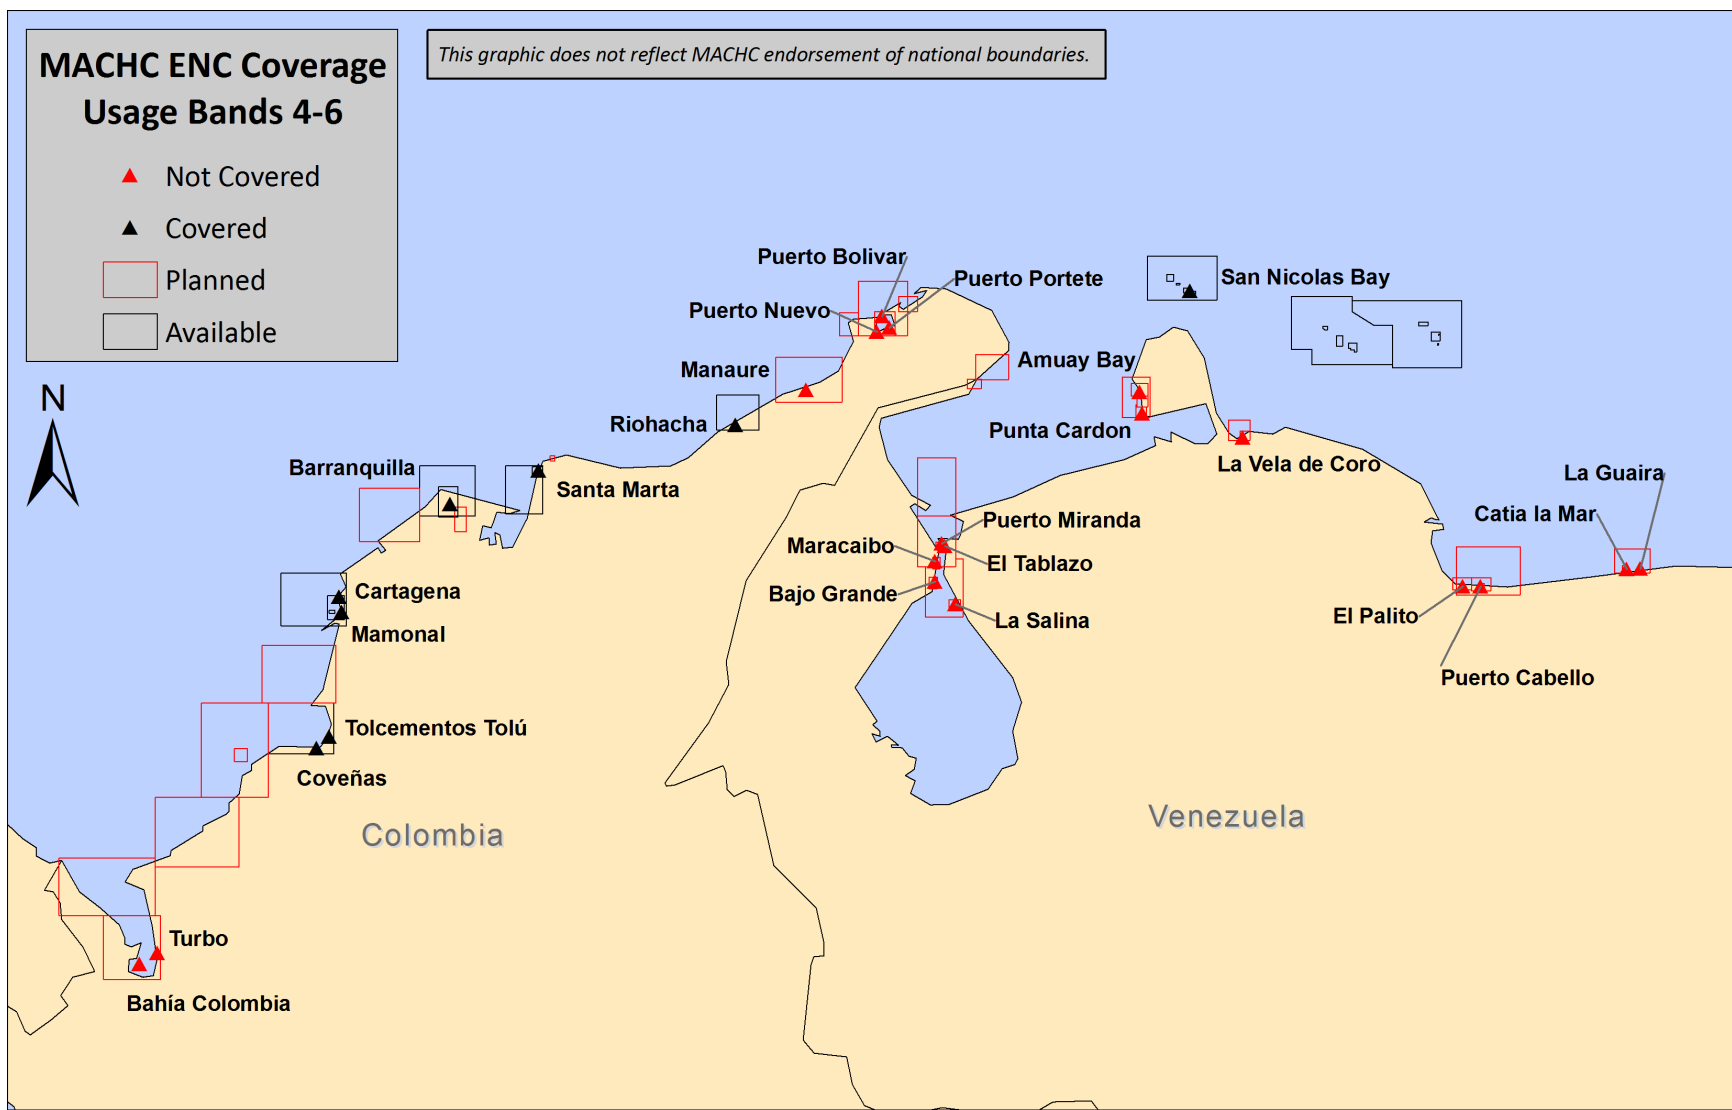 MACHC ENC Coverage
Usage Bands 4-6
Not Covered
Covered
Planned
Available
This graphic does not reflect MACHC endorsement of national boundaries.
N
Puerto Bolivar
Puerto Portete
San Nicolas Bay
Puerto Nuevo
Manaure
Amuay Bay
Riohacha
Punta Cardon
Barranquilla
Santa Marta
La Vela de Coro
La Guaira
Catia la Mar
Puerto Miranda
Maracaibo
El Tablazo
Bajo Grande
La Salina
Cartagena
Mamonal
El Palito
Puerto Cabello
Tolcementos Tolú
Coveñas
Colombia
Venezuela
Turbo
Bahía Colombia